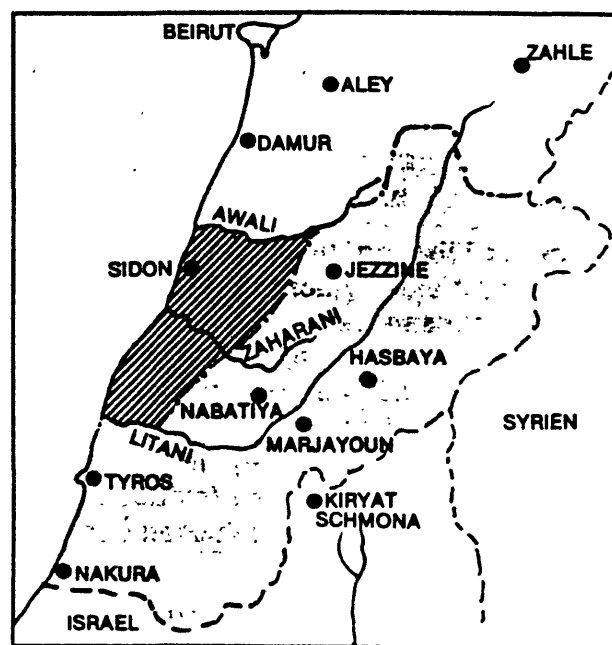 BEIRUT
ZAHLE
ALEY
DAMUR
AWALI
SIDON
JEZZINE
ZAHARANI
HASBAYA
NABATIYA
SYRIEN
LITANI
MARJAYOUN
TYROS
KIRYAT
SCHMONA
NAKURA
ISRAEL